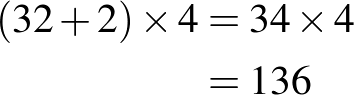 (32 + 2) × 4 = 34 × 4
= 136